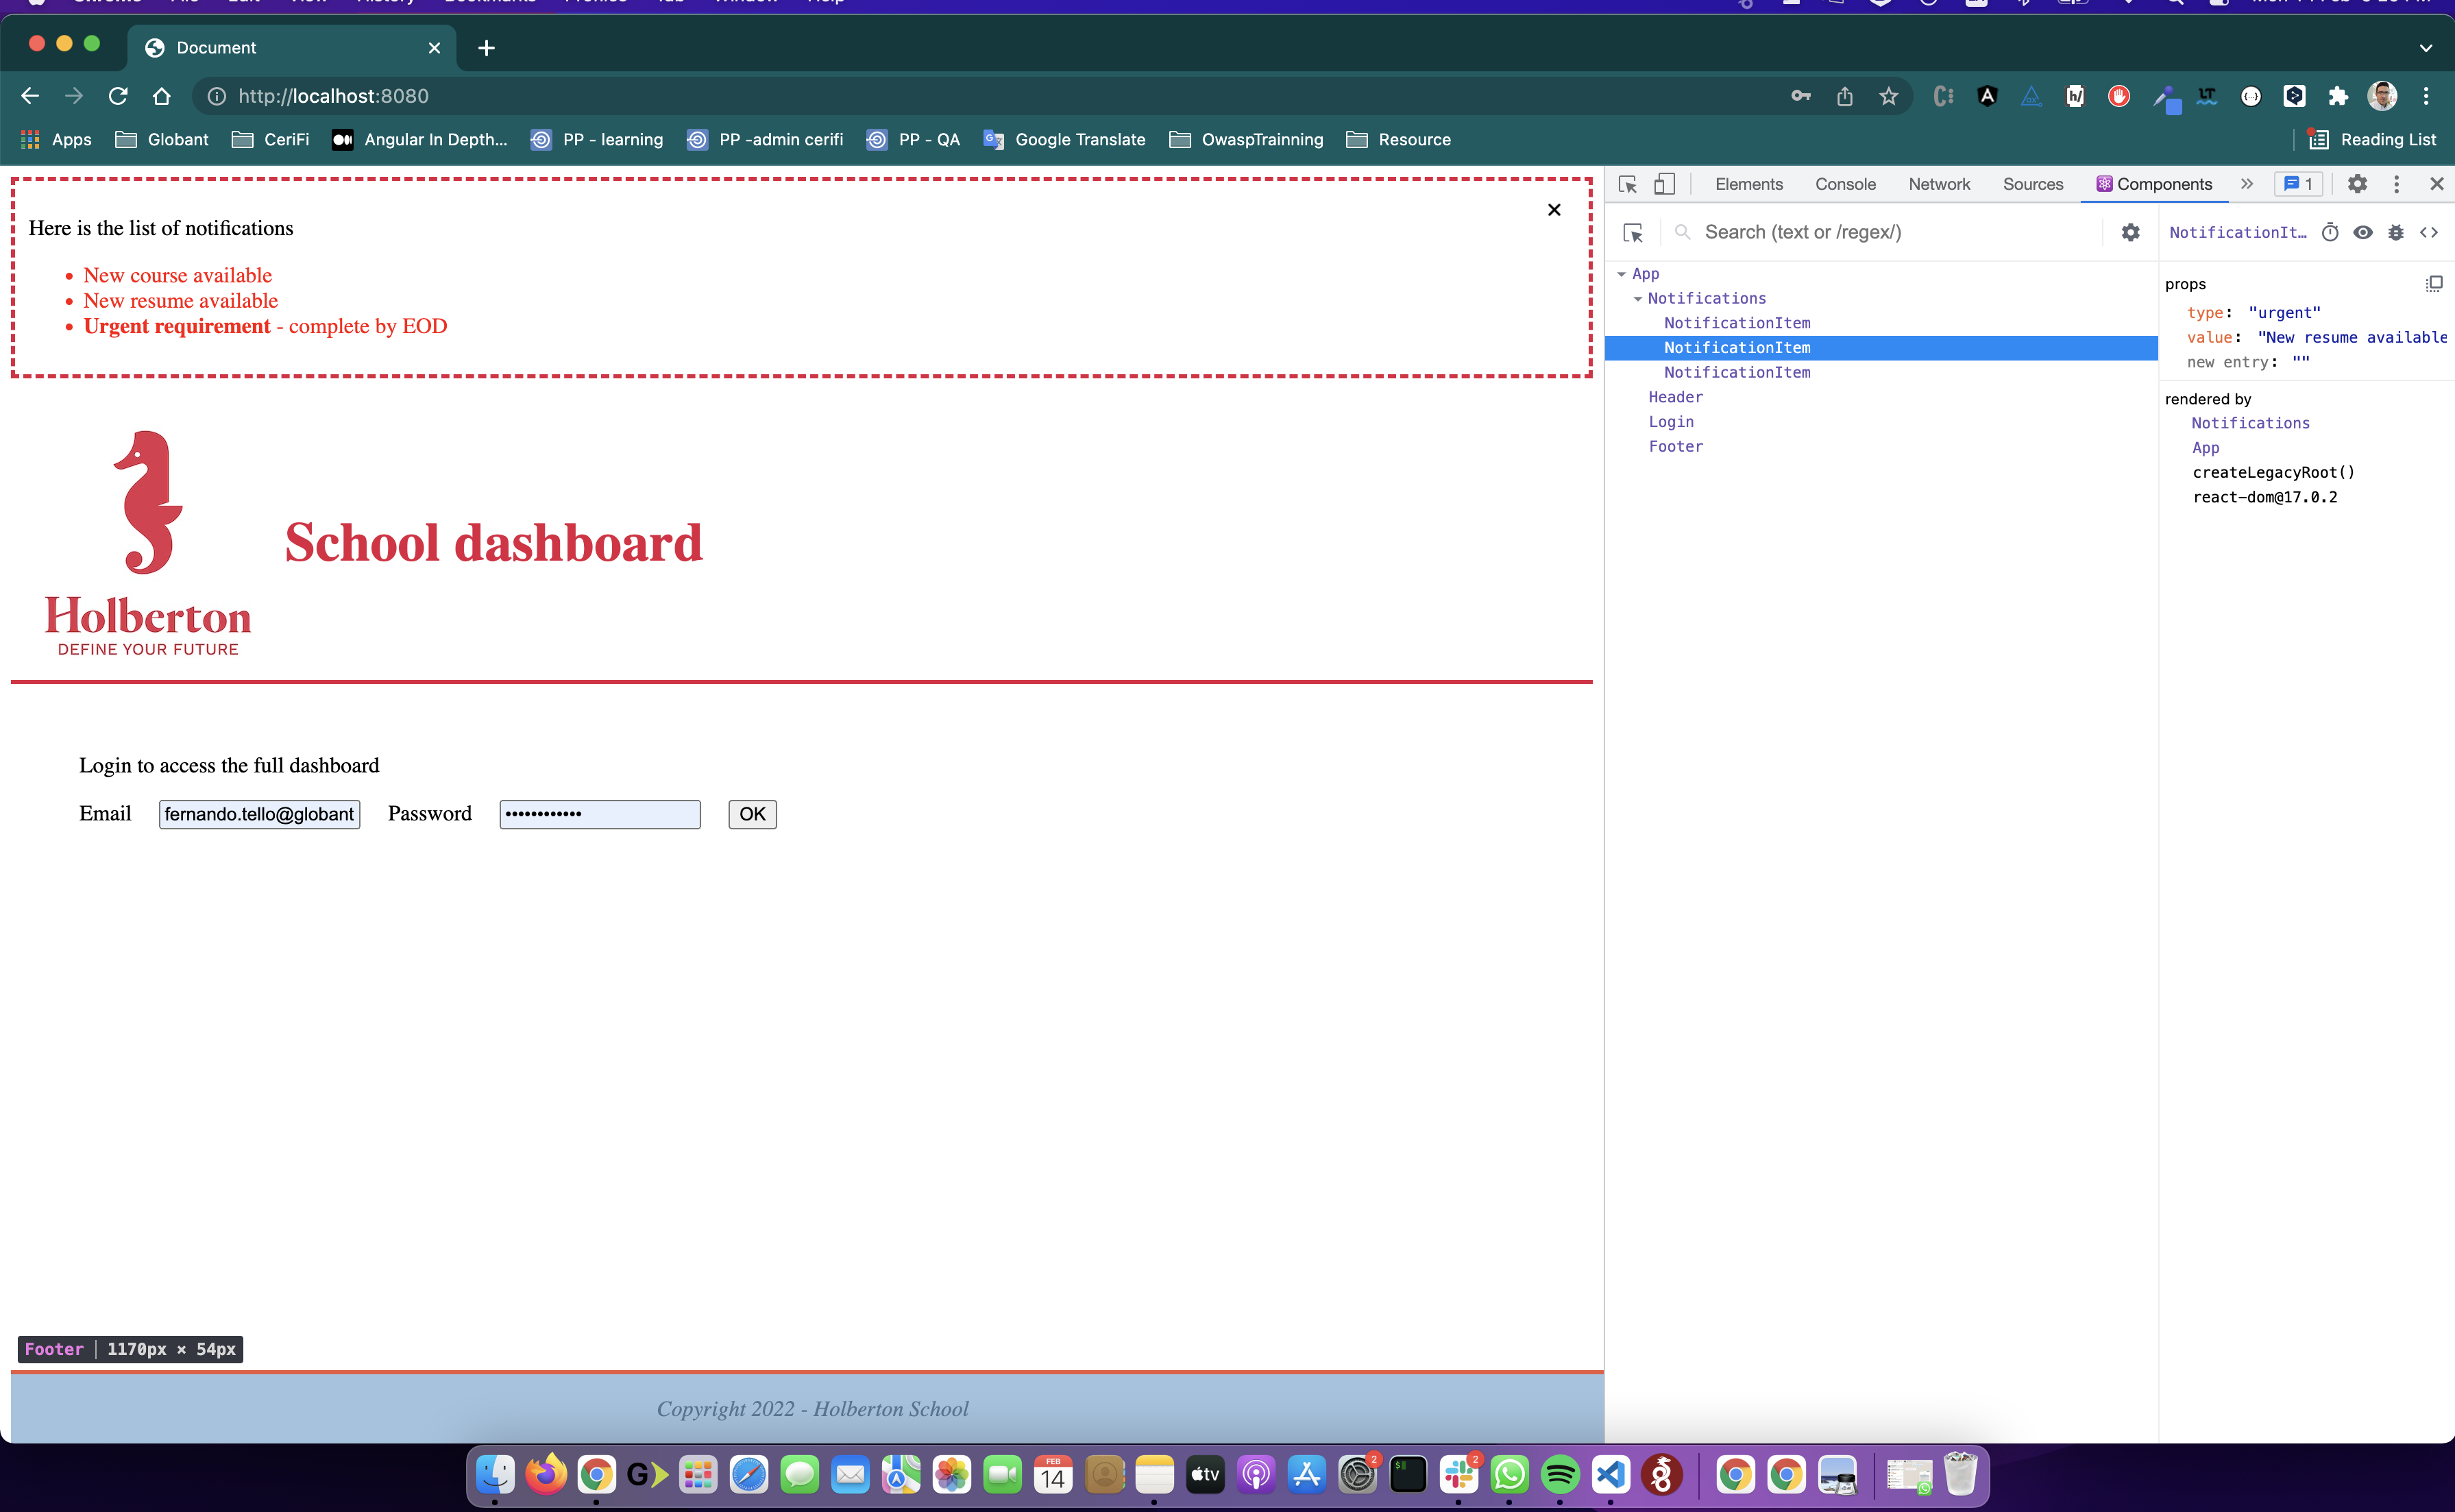 Document
http://localhost:8080
Apps Globant CeriFi Angular In Depth... PP - learning PP -admin cerifi PP - QA Google Translate OwaspTrainning Resource Reading List
Here is the list of notifications
New course available
New resume available
Urgent requirement - complete by EOD
School dashboard
Holberton
DEFINE YOUR FUTURE
Login to access the full dashboard
Email fernando.tello@globant Password •••••••••••• OK
Footer 1170px × 54px
Copyright 2022 - Holberton School
Elements Console Network Sources Components 1
Search (text or /regex/)
App
Notifications
NotificationItem
NotificationItem
NotificationItem
Header
Login
Footer
NotificationIt…
props
type: "urgent"
value: "New resume available
new entry: ""
rendered by
Notifications
App
createLegacyRoot()
react-dom@17.0.2
FEB
14
tv
2
2